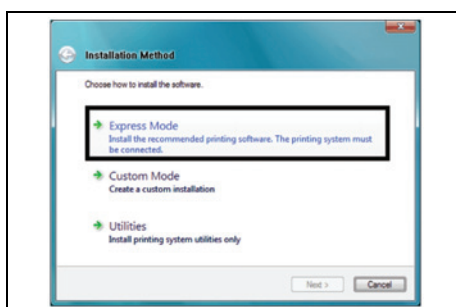 Installation Method
Choose how to install the software.
Express Mode
Install the recommended printing software. The printing system must
be connected.
Custom Mode
Create a custom installation
Utilities
Install printing system utilities only
Next >
Cancel